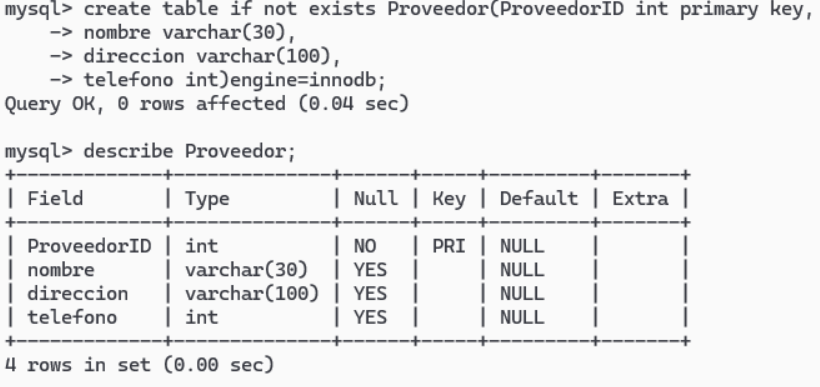 mysql> create table if not exists Proveedor(ProveedorID int primary key,
    -> nombre varchar(30),
    -> direccion varchar(100),
    -> telefono int)engine=innodb;
Query OK, 0 rows affected (0.04 sec)

mysql> describe Proveedor;
+-------------+--------------+------+-----+---------+-------+
| Field       | Type         | Null | Key | Default | Extra |
+-------------+--------------+------+-----+---------+-------+
| ProveedorID | int          | NO   | PRI | NULL    |       |
| nombre      | varchar(30)  | YES  |     | NULL    |       |
| direccion   | varchar(100) | YES  |     | NULL    |       |
| telefono    | int          | YES  |     | NULL    |       |
+-------------+--------------+------+-----+---------+-------+
4 rows in set (0.00 sec)